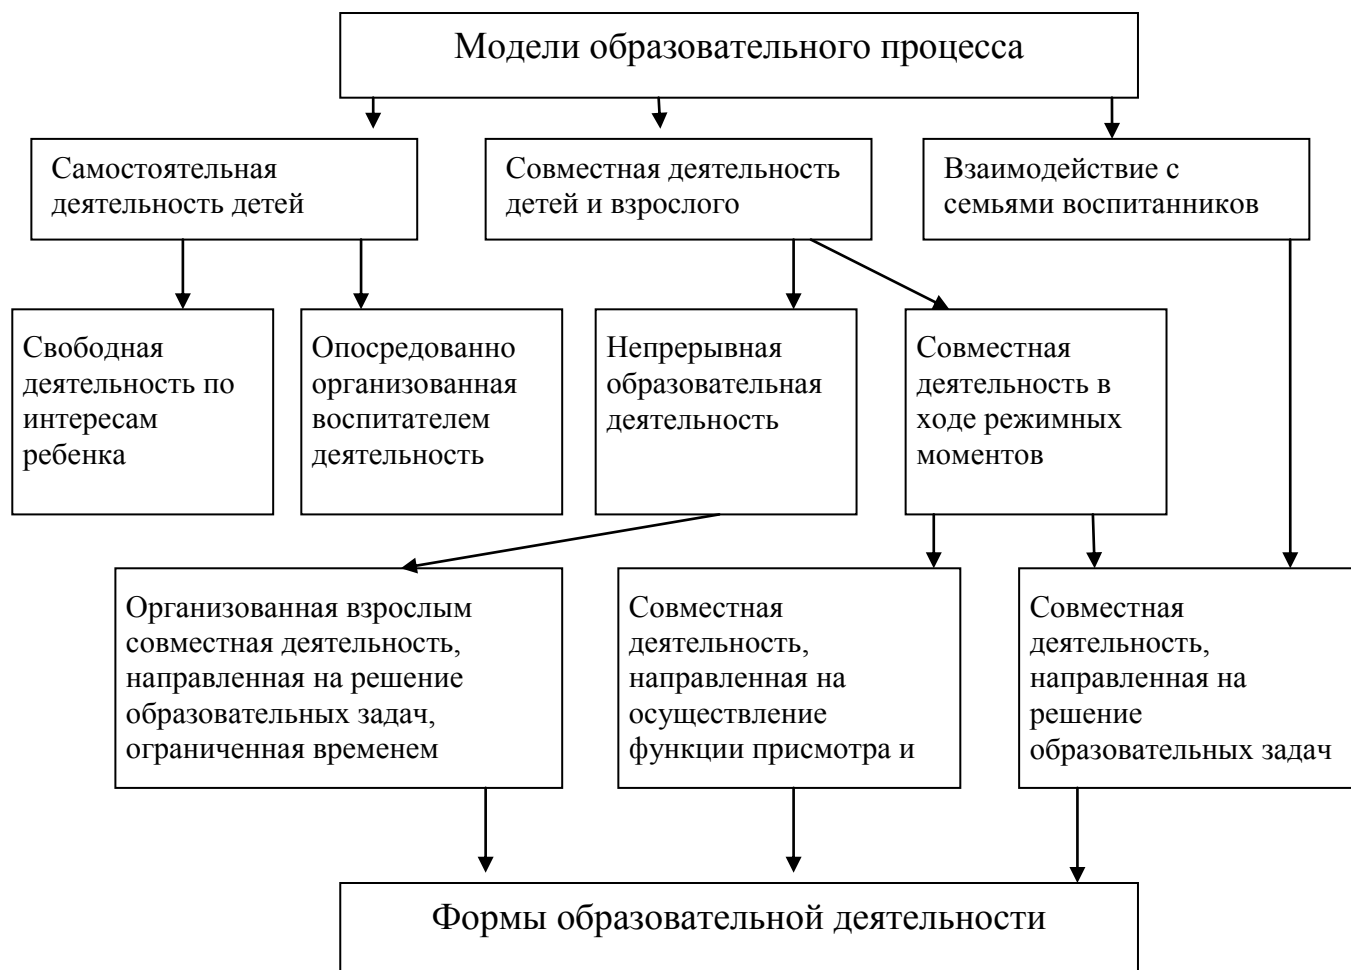 Модели образовательного процесса
Самостоятельная
деятельность детей
Совместная деятельность
детей и взрослого
Взаимодействие с
семьями воспитанников
Свободная
деятельность по
интересам
ребенка
Опосредованно
организованная
воспитателем
деятельность
Непрерывная
образовательная
деятельность
Совместная
деятельность в
ходе режимных
моментов
Организованная взрослым
совместная деятельность,
направленная на решение
образовательных задач,
ограниченная временем
Совместная
деятельность,
направленная на
осуществление
функции присмотра и
Совместная
деятельность,
направленная на
решение
образовательных задач
Формы образовательной деятельности